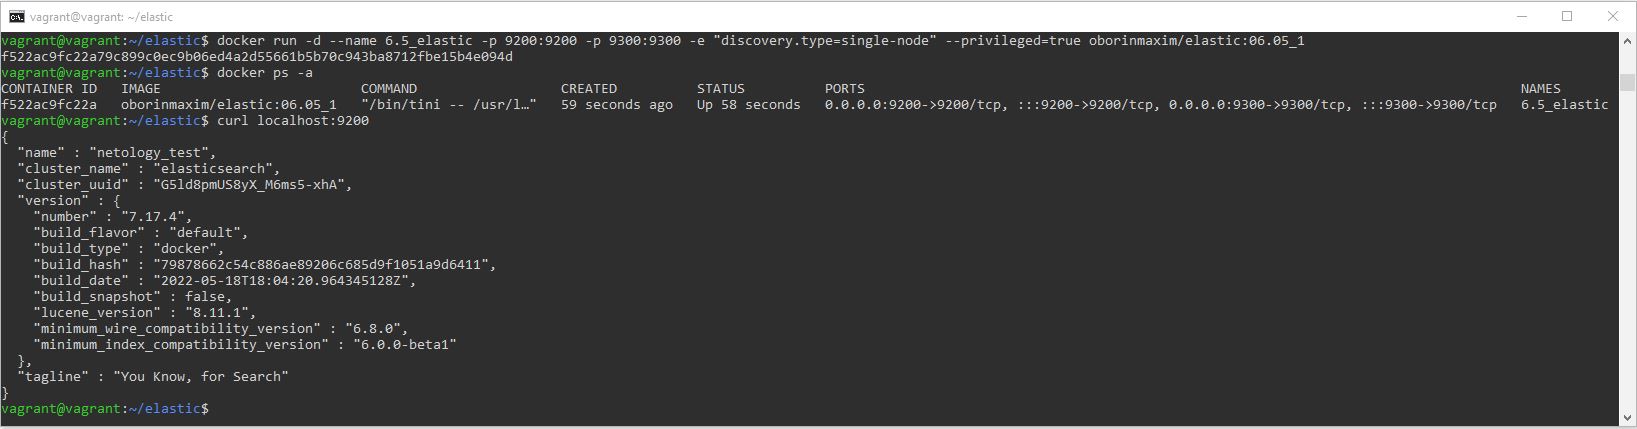 vagrant@vagrant: ~/elastic
vagrant@vagrant:~/elastic$ docker run -d --name 6.5_elastic -p 9200:9200 -p 9300:9300 -e "discovery.type=single-node" --privileged=true oborinmaxim/elastic:06.05_1
f522ac9fc22a79c899c0ec9b06ed4a2d55661b5b70c943ba8712fbe15b4e094d
vagrant@vagrant:~/elastic$ docker ps -a
CONTAINER ID   IMAGE                         COMMAND                  CREATED          STATUS          PORTS                                                                                  NAMES
f522ac9fc22a   oborinmaxim/elastic:06.05_1   "/bin/tini -- /usr/l…"   59 seconds ago   Up 58 seconds   0.0.0.0:9200->9200/tcp, :::9200->9200/tcp, 0.0.0.0:9300->9300/tcp, :::9300->9300/tcp   6.5_elastic
vagrant@vagrant:~/elastic$ curl localhost:9200
{
  "name" : "netology_test",
  "cluster_name" : "elasticsearch",
  "cluster_uuid" : "G5ld8pmUS8yX_M6ms5-xhA",
  "version" : {
    "number" : "7.17.4",
    "build_flavor" : "default",
    "build_type" : "docker",
    "build_hash" : "79878662c54c886ae89206c685d9f1051a9d6411",
    "build_date" : "2022-05-18T18:04:20.964345128Z",
    "build_snapshot" : false,
    "lucene_version" : "8.11.1",
    "minimum_wire_compatibility_version" : "6.8.0",
    "minimum_index_compatibility_version" : "6.0.0-beta1"
  },
  "tagline" : "You Know, for Search"
}
vagrant@vagrant:~/elastic$